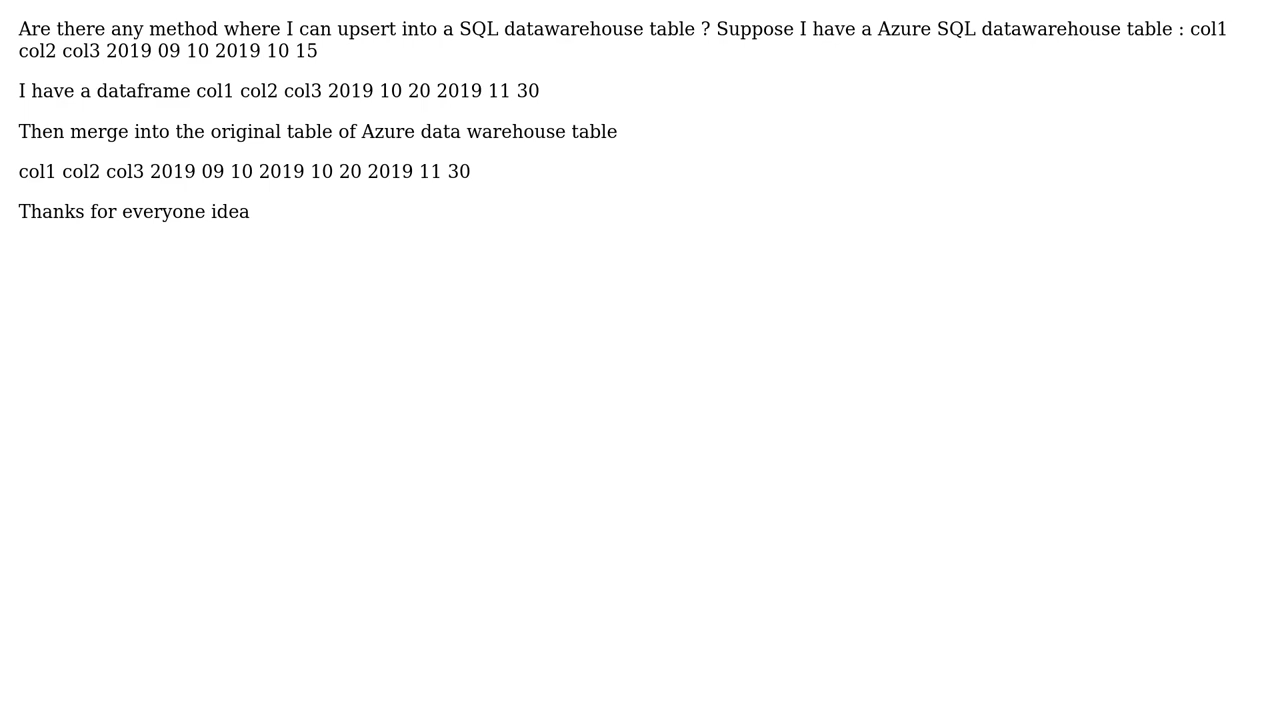 Are there any method where I can upsert into a SQL datawarehouse table ? Suppose I have a Azure SQL datawarehouse table : col1
col2 col3 2019 09 10 2019 10 15
I have a dataframe col1 col2 col3 2019 10 20 2019 11 30
Then merge into the original table of Azure data warehouse table
col1 col2 col3 2019 09 10 2019 10 20 2019 11 30
Thanks for everyone idea